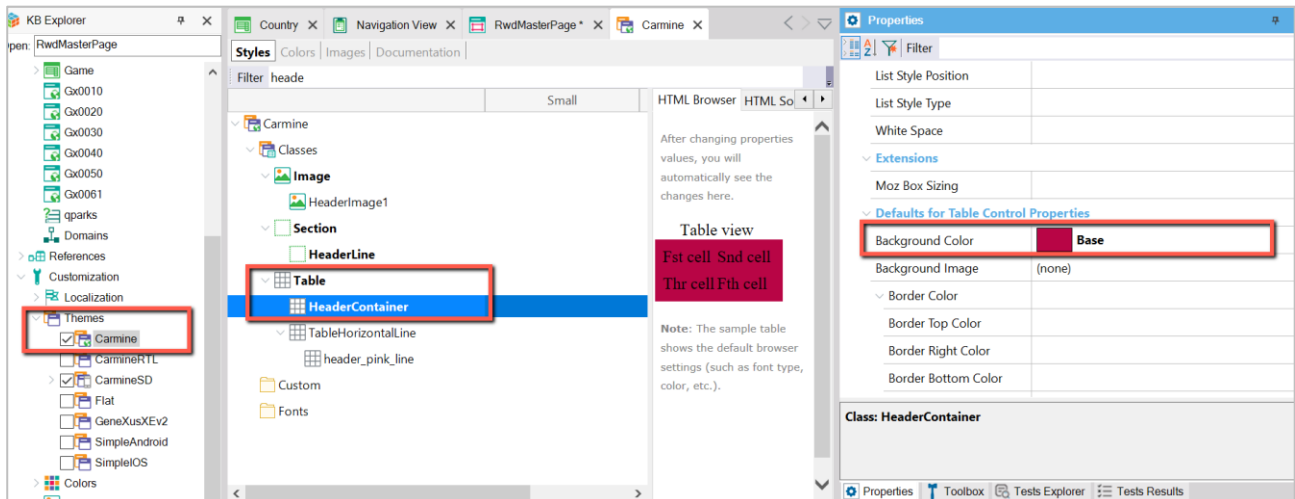 KB Explorer
pen: RwdMasterPage
Game
Gx0010
Gx0020
Gx0030
Gx0040
Gx0050
Gx0061
qparks
Domains
References
Customization
Localization
Themes
Carmine
CarmineRTL
CarmineSD
Flat
GeneXusXEv2
SimpleAndroid
SimpleIOS
Colors
Country
Navigation View
RwdMasterPage *
Carmine
Styles Colors Images Documentation
Filter heade
Small
Carmine
Classes
Image
HeaderImage1
Section
HeaderLine
Table
HeaderContainer
TableHorizontalLine
header_pink_line
Custom
Fonts
HTML Browser HTML So
After changing properties
values, you will
automatically see the
changes here.
Table view
Fst cell Snd cell
Thr cell Fth cell
Note: The sample table
shows the default browser
settings (such as font type,
color, etc.).
Properties
Filter
List Style Position
List Style Type
White Space
Extensions
Moz Box Sizing
Defaults for Table Control Properties
Background Color Base
Background Image (none)
Border Color
Border Top Color
Border Right Color
Border Bottom Color
Class: HeaderContainer
Properties Toolbox Tests Explorer Tests Results